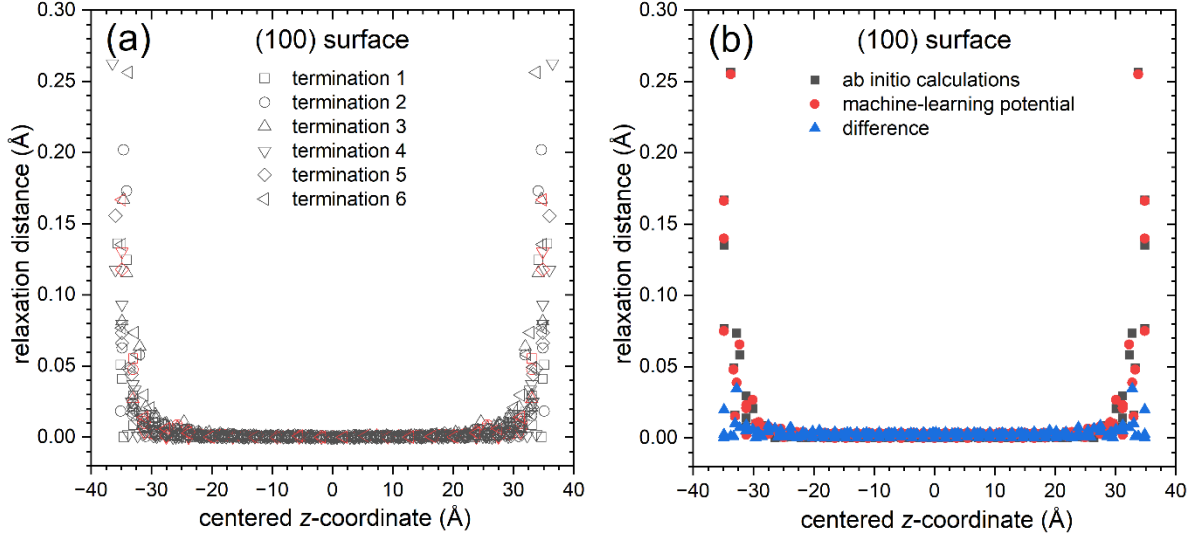 (a)
(100) surface
termination 1
termination 2
termination 3
termination 4
termination 5
termination 6
relaxation distance (Å)
0.30
0.25
0.20
0.15
0.10
0.05
0.00
−40 −30 −20 −10 0 10 20 30 40
centered z-coordinate (Å)
(b)
(100) surface
ab initio calculations
machine-learning potential
difference
relaxation distance (Å)
0.30
0.25
0.20
0.15
0.10
0.05
0.00
−40 −30 −20 −10 0 10 20 30 40
centered z-coordinate (Å)